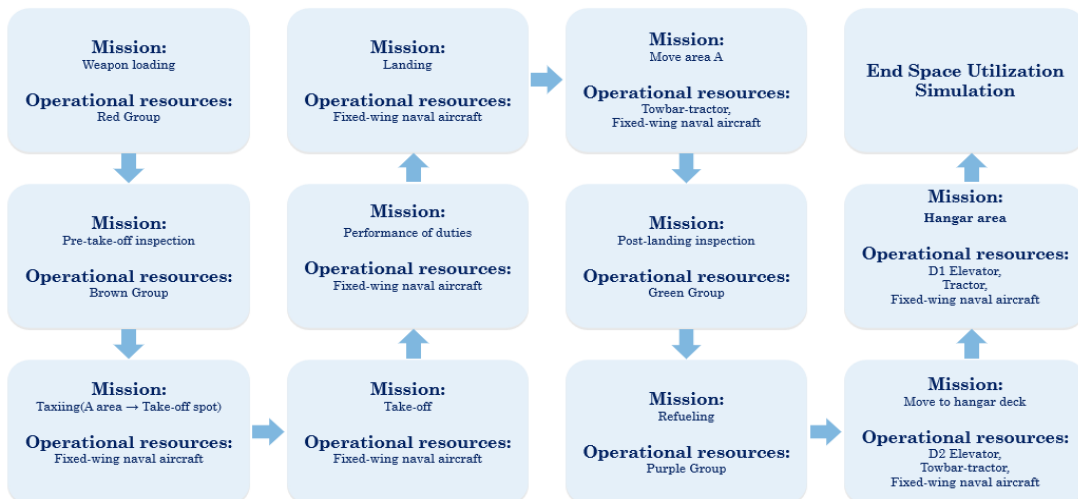 Mission:
Weapon loading
Operational resources:
Red Group
Mission:
Pre-take-off inspection
Operational resources:
Brown Group
Mission:
Taxiing(A area → Take-off spot)
Operational resources:
Fixed-wing naval aircraft
Mission:
Take-off
Operational resources:
Fixed-wing naval aircraft
Mission:
Performance of duties
Operational resources:
Fixed-wing naval aircraft
Mission:
Landing
Operational resources:
Fixed-wing naval aircraft
Mission:
Move area A
Operational resources:
Towbar-tractor,
Fixed-wing naval aircraft
Mission:
Post-landing inspection
Operational resources:
Green Group
Mission:
Refueling
Operational resources:
Purple Group
Mission:
Move to hangar deck
Operational resources:
D2 Elevator,
Towbar-tractor,
Fixed-wing naval aircraft
Mission:
Hangar area
Operational resources:
D1 Elevator,
Tractor,
Fixed-wing naval aircraft
End Space Utilization
Simulation